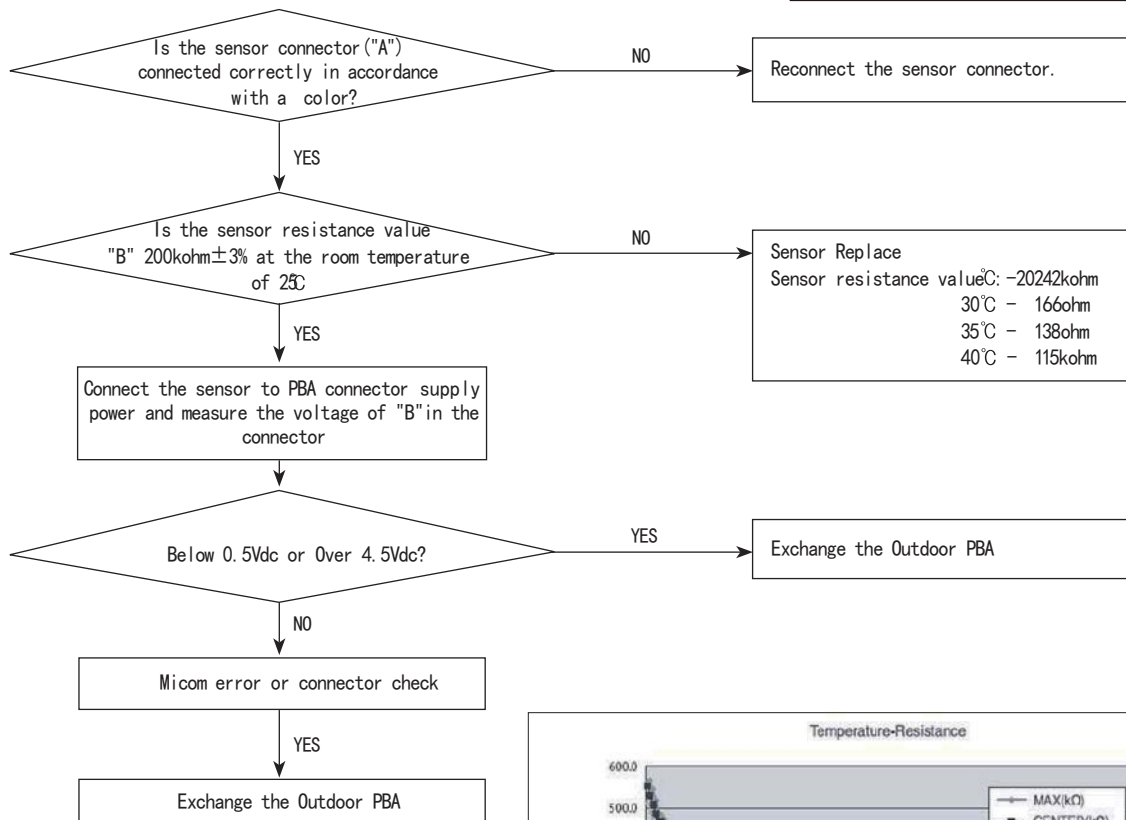 Is the sensor connector("A")
connected correctly in accordance
with a color?
NO
Reconnect the sensor connector.
YES
Is the sensor resistance value
"B" 200kohm±3% at the room temperature
of 25℃
NO
Sensor Replace
Sensor resistance value℃: -20242kohm
30℃ - 166ohm
35℃ - 138ohm
40℃ - 115kohm
YES
Connect the sensor to PBA connector supply
power and measure the voltage of "B"in the
connector
Below 0.5Vdc or Over 4.5Vdc?
YES
Exchange the Outdoor PBA
NO
Micom error or connector check
YES
Exchange the Outdoor PBA
Temperature-Resistance
600.0
500.0
MAX(kΩ)
CENTER(kΩ)